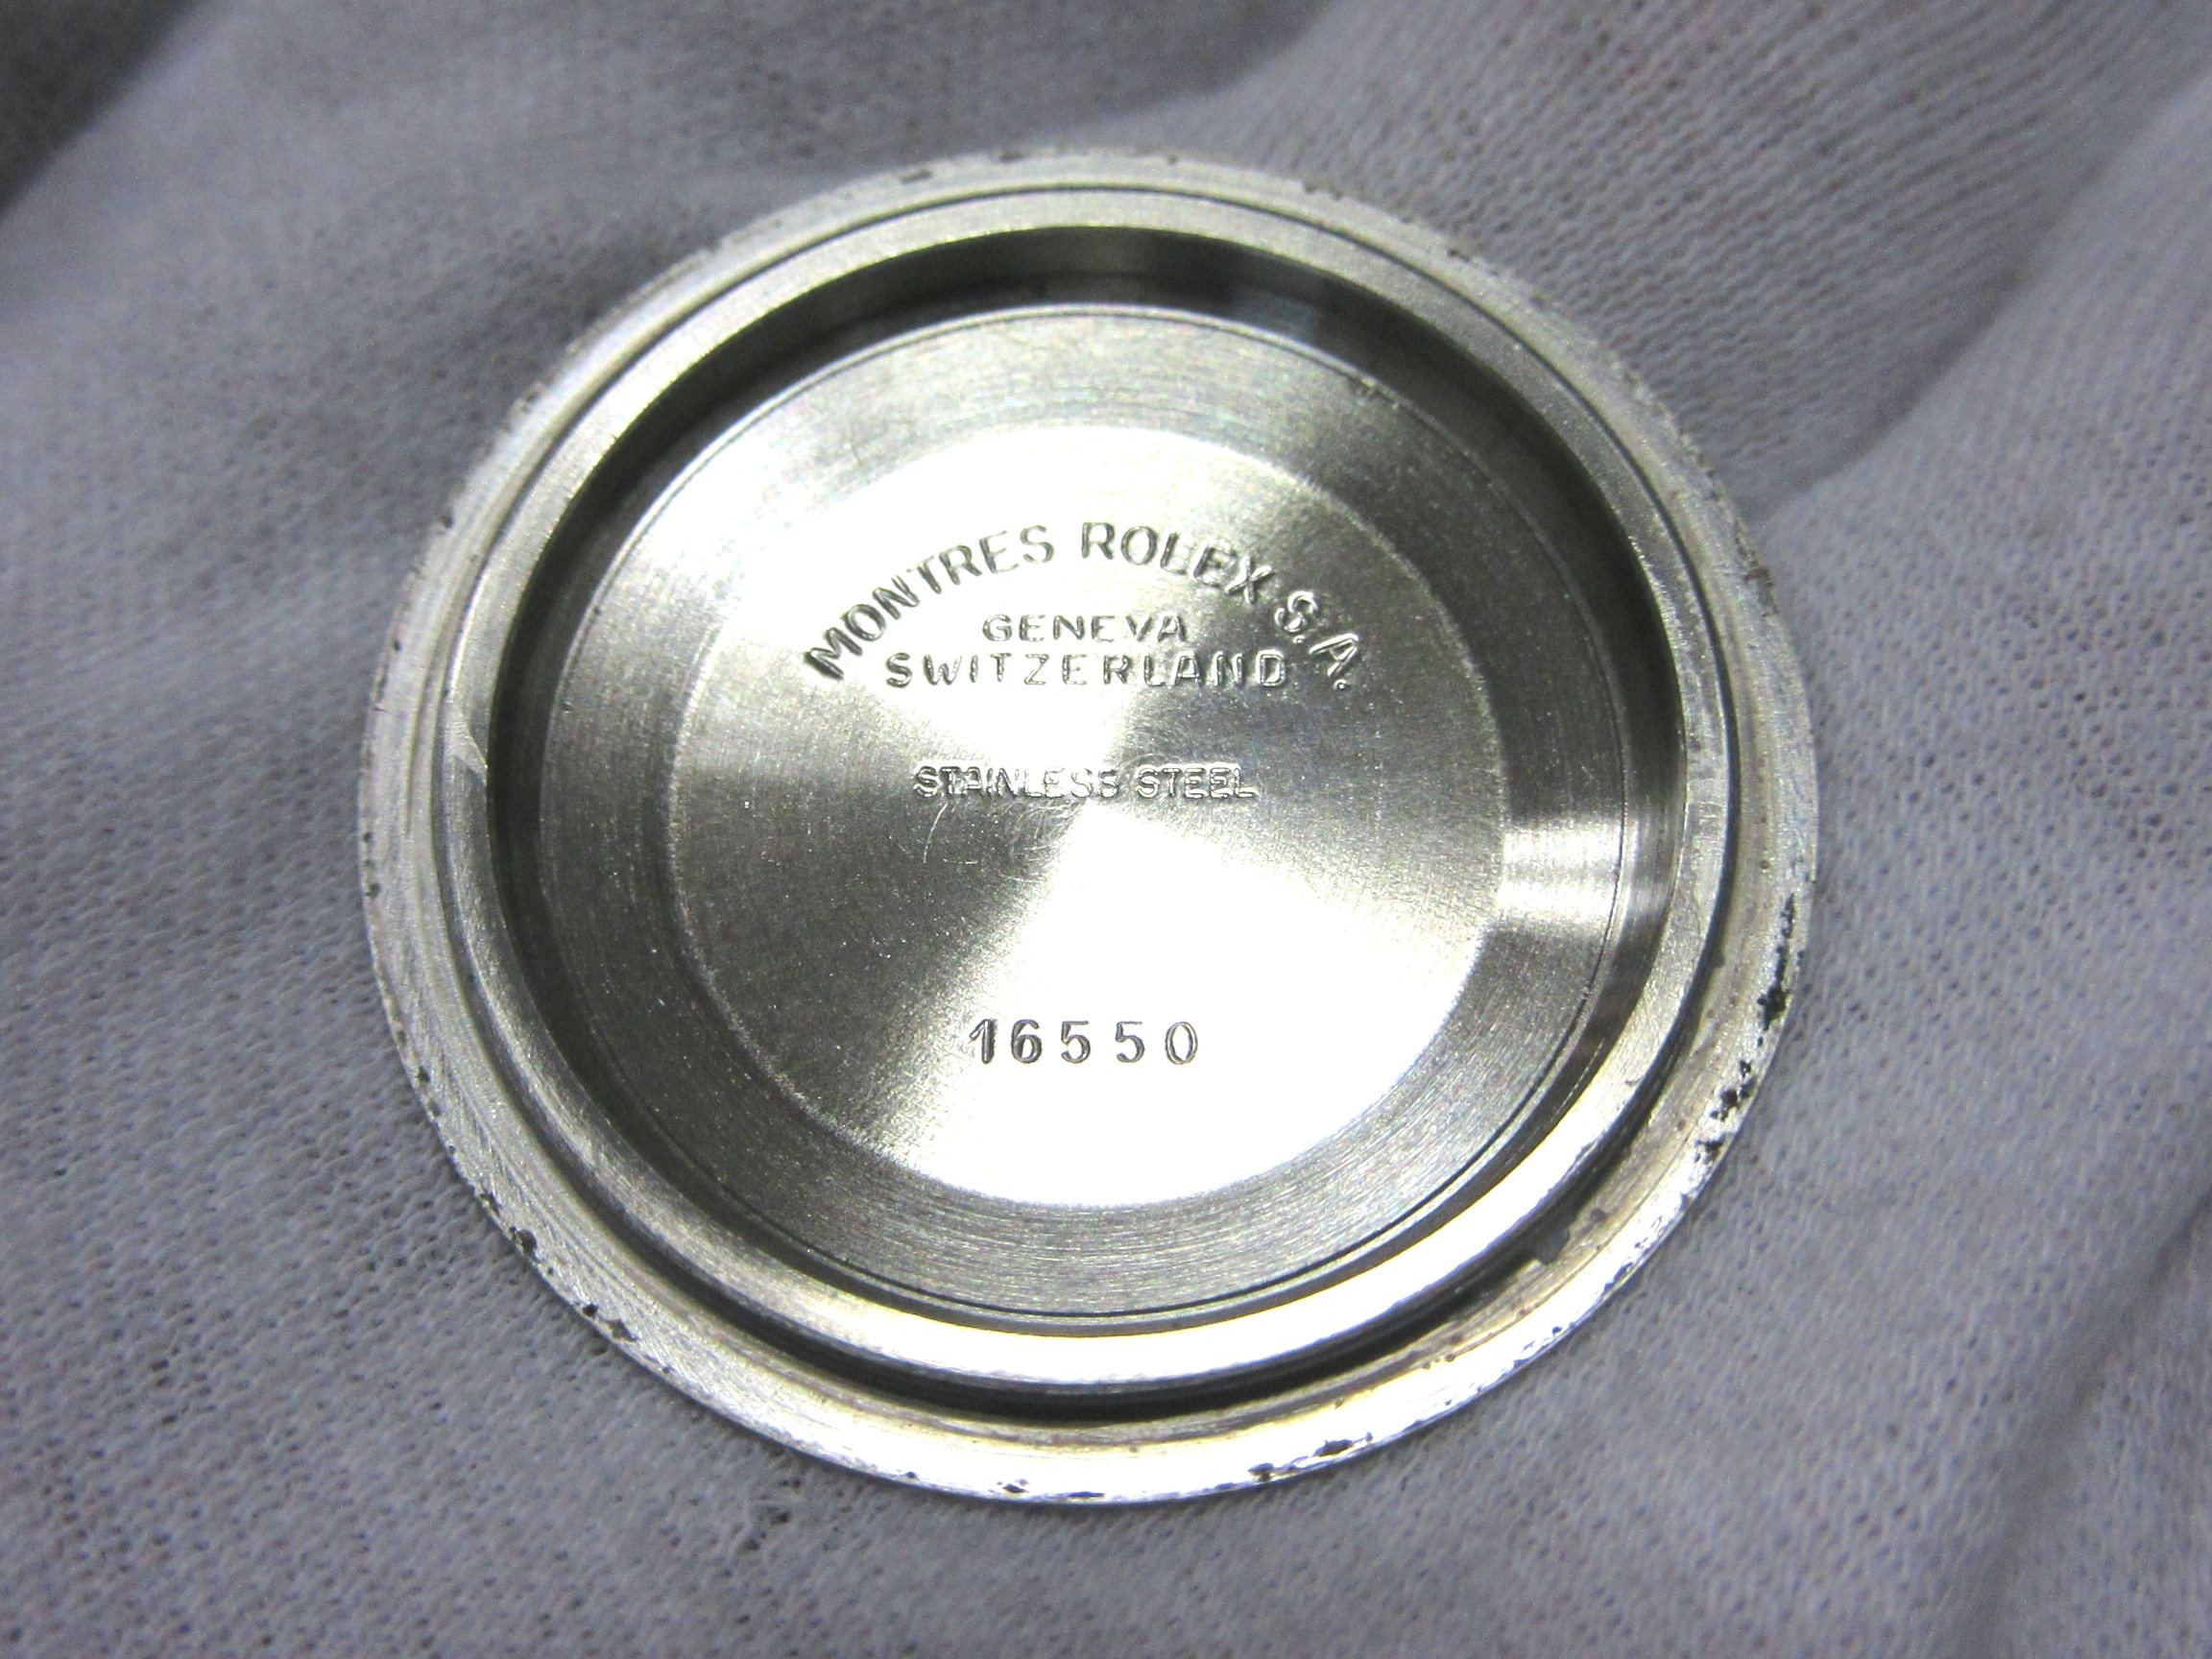 MONTRES ROLEX S.A.
GENEVA
SWITZERLAND
STAINLESS STEEL
16550